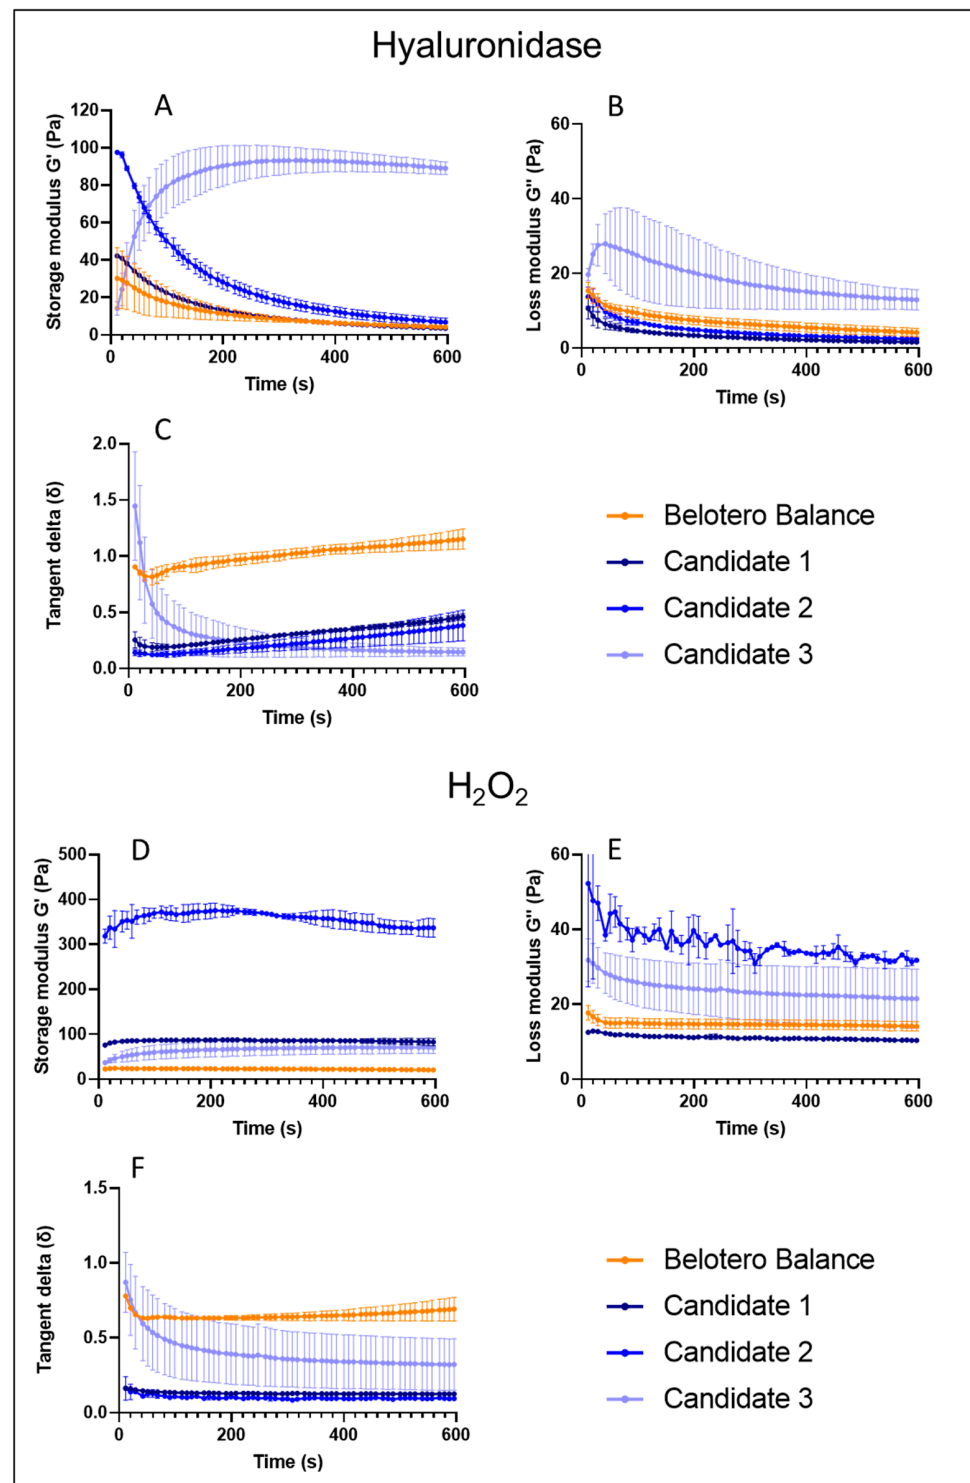 Hyaluronidase
A
Storage modulus G' (Pa)
120
100
80
60
40
20
0
0 200 400 600
Time (s)
B
Loss modulus G'' (Pa)
60
40
20
0
0 200 400 600
Time (s)
C
Tangent delta (δ)
2.0
1.5
1.0
0.5
0.0
0 200 400 600
Time (s)
Belotero Balance
Candidate 1
Candidate 2
Candidate 3
H₂O₂
D
Storage modulus G' (Pa)
500
400
300
200
100
0
0 200 400 600
Time (s)
E
Loss modulus G'' (Pa)
60
40
20
0
0 200 400 600
Time (s)
F
Tangent delta (δ)
1.5
1.0
0.5
0.0
0 200 400 600
Time (s)
Belotero Balance
Candidate 1
Candidate 2
Candidate 3